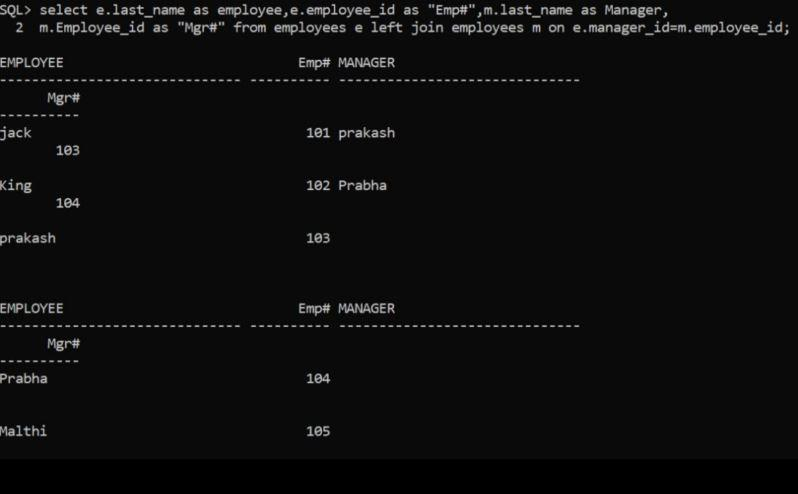 SQL> select e.last_name as employee,e.employee_id as "Emp#",m.last_name as Manager,
  2  m.Employee_id as "Mgr#" from employees e left join employees m on e.manager_id=m.employee_id;
EMPLOYEE                             Emp# MANAGER
------------------------------ ---------- ------------------------------
      Mgr#
----------
jack                                  101 prakash
       103
King                                  102 Prabha
       104
prakash                               103
EMPLOYEE                             Emp# MANAGER
------------------------------ ---------- ------------------------------
      Mgr#
----------
Prabha                                104
Malthi                                105